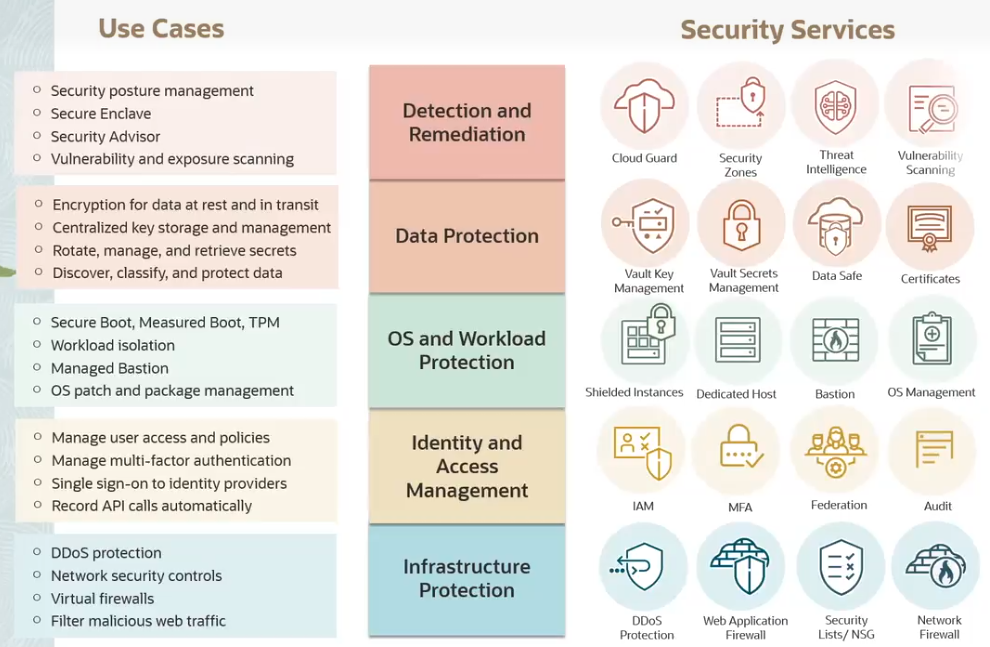 Use Cases
Security Services
Security posture management
Secure Enclave
Security Advisor
Vulnerability and exposure scanning
Detection and
Remediation
Cloud Guard
Security
Zones
Threat
Intelligence
Vulnerability
Scanning
Encryption for data at rest and in transit
Centralized key storage and management
Rotate, manage, and retrieve secrets
Discover, classify, and protect data
Data Protection
Vault Key
Management
Vault Secrets
Management
Data Safe
Certificates
Secure Boot, Measured Boot, TPM
Workload isolation
Managed Bastion
OS patch and package management
OS and Workload
Protection
Shielded Instances
Dedicated Host
Bastion
OS Management
Manage user access and policies
Manage multi-factor authentication
Single sign-on to identity providers
Record API calls automatically
Identity and
Access
Management
IAM
MFA
Federation
Audit
DDoS protection
Network security controls
Virtual firewalls
Filter malicious web traffic
Infrastructure
Protection
DDoS
Protection
Web Application
Firewall
Security
Lists/ NSG
Network
Firewall